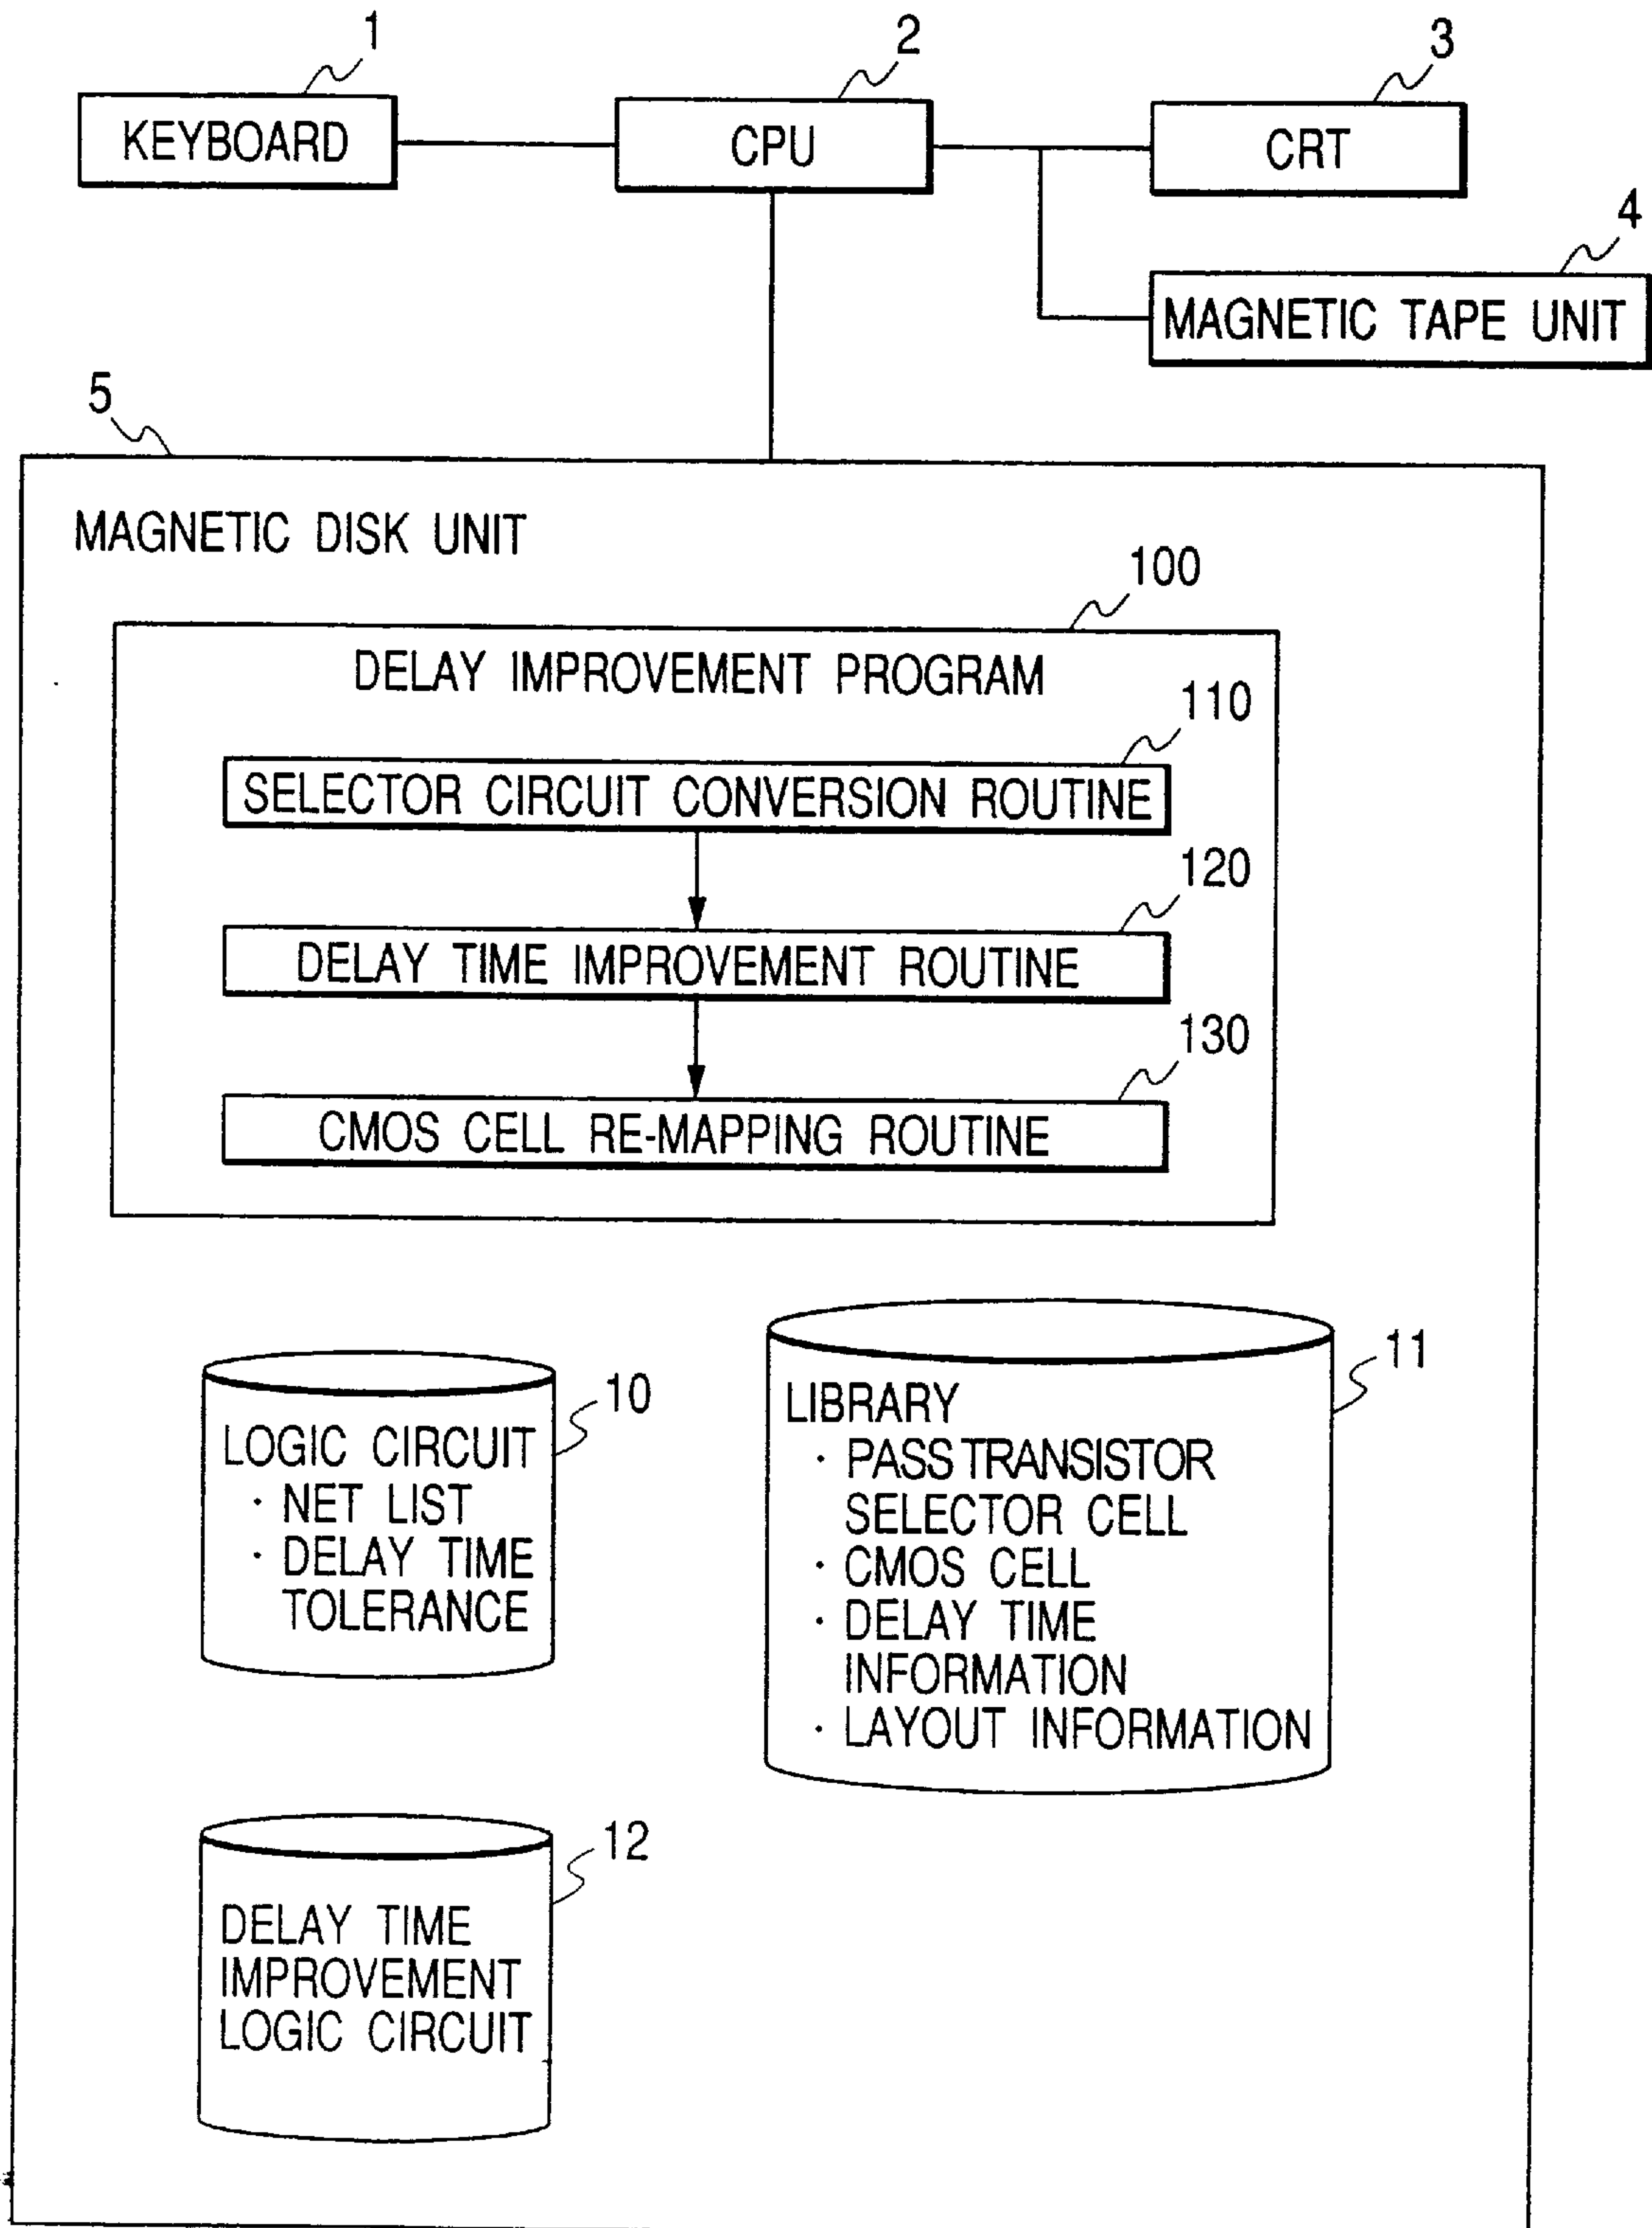 1
2
3
KEYBOARD
CPU
CRT
4
MAGNETIC TAPE UNIT
5
MAGNETIC DISK UNIT
100
DELAY IMPROVEMENT PROGRAM
110
SELECTOR CIRCUIT CONVERSION ROUTINE
120
DELAY TIME IMPROVEMENT ROUTINE
130
CMOS CELL RE-MAPPING ROUTINE
10
LOGIC CIRCUIT
· NET LIST
· DELAY TIME
TOLERANCE
11
LIBRARY
· PASS TRANSISTOR
SELECTOR CELL
· CMOS CELL
· DELAY TIME
INFORMATION
· LAYOUT INFORMATION
12
DELAY TIME
IMPROVEMENT
LOGIC CIRCUIT